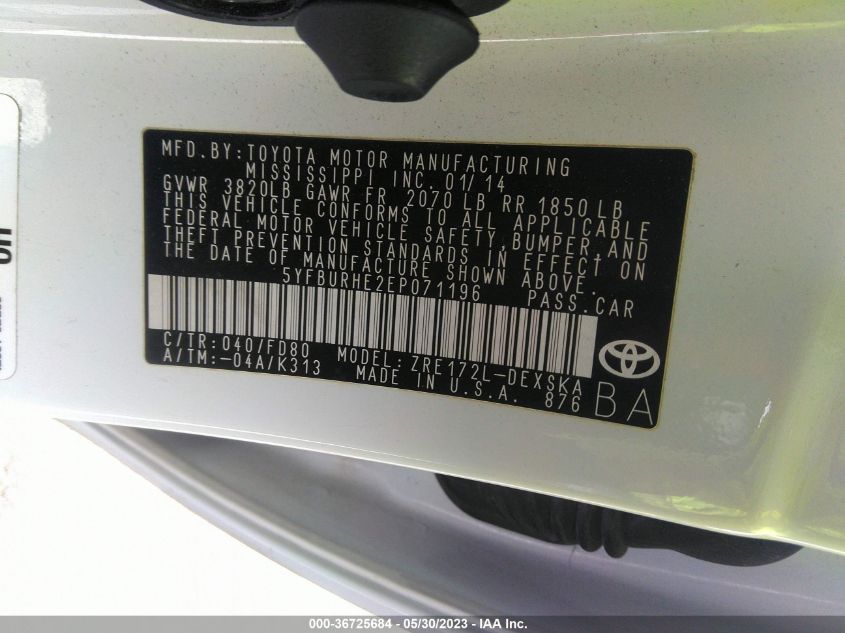 MFD.BY:TOYOTA MOTOR MANUFACTURING
MISSISSIPPI INC. 01/14
GVWR 3820LB GAWR FR 2070 LB RR 1850 LB
THIS VEHICLE CONFORMS TO ALL APPLICABLE
FEDERAL MOTOR VEHICLE SAFETY, BUMPER, AND
THEFT PREVENTION STANDARDS IN EFFECT ON
THE DATE OF MANUFACTURE SHOWN ABOVE.
5YFBURHE2EP071196 PASS.CAR
C/TR: 040/FD80 MODEL: ZRE172L-DEXSKA
A/TM:-04A/K313 MADE IN U.S.A. 876
BA
000-36725684 - 05/30/2023 - IAA Inc.